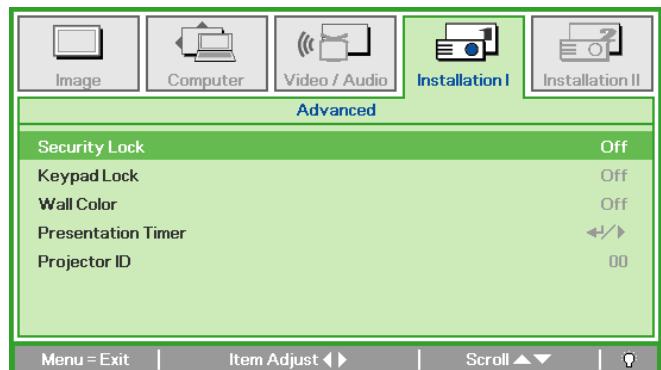 Image Computer Video / Audio Installation I Installation II
Advanced
Security Lock Off
Keypad Lock Off
Wall Color Off
Presentation Timer ↵/▶
Projector ID 00
Menu = Exit Item Adjust ◀▶ Scroll ▲▼